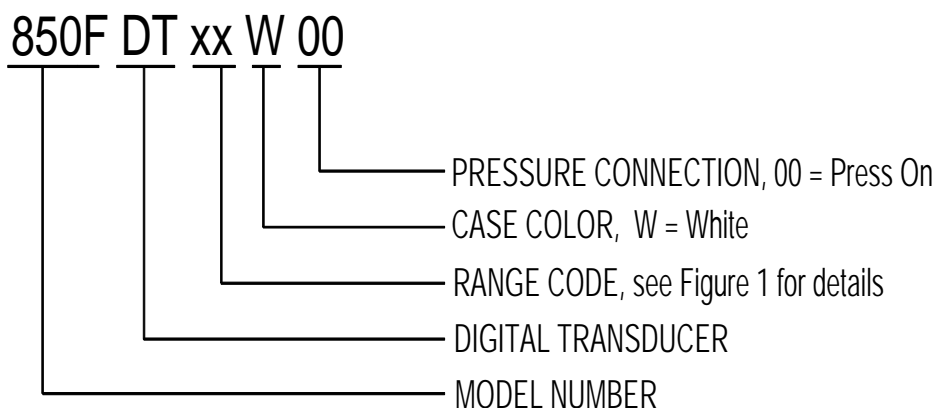 850F DT xx W 00
PRESSURE CONNECTION, 00 = Press On
CASE COLOR, W = White
RANGE CODE, see Figure 1 for details
DIGITAL TRANSDUCER
MODEL NUMBER